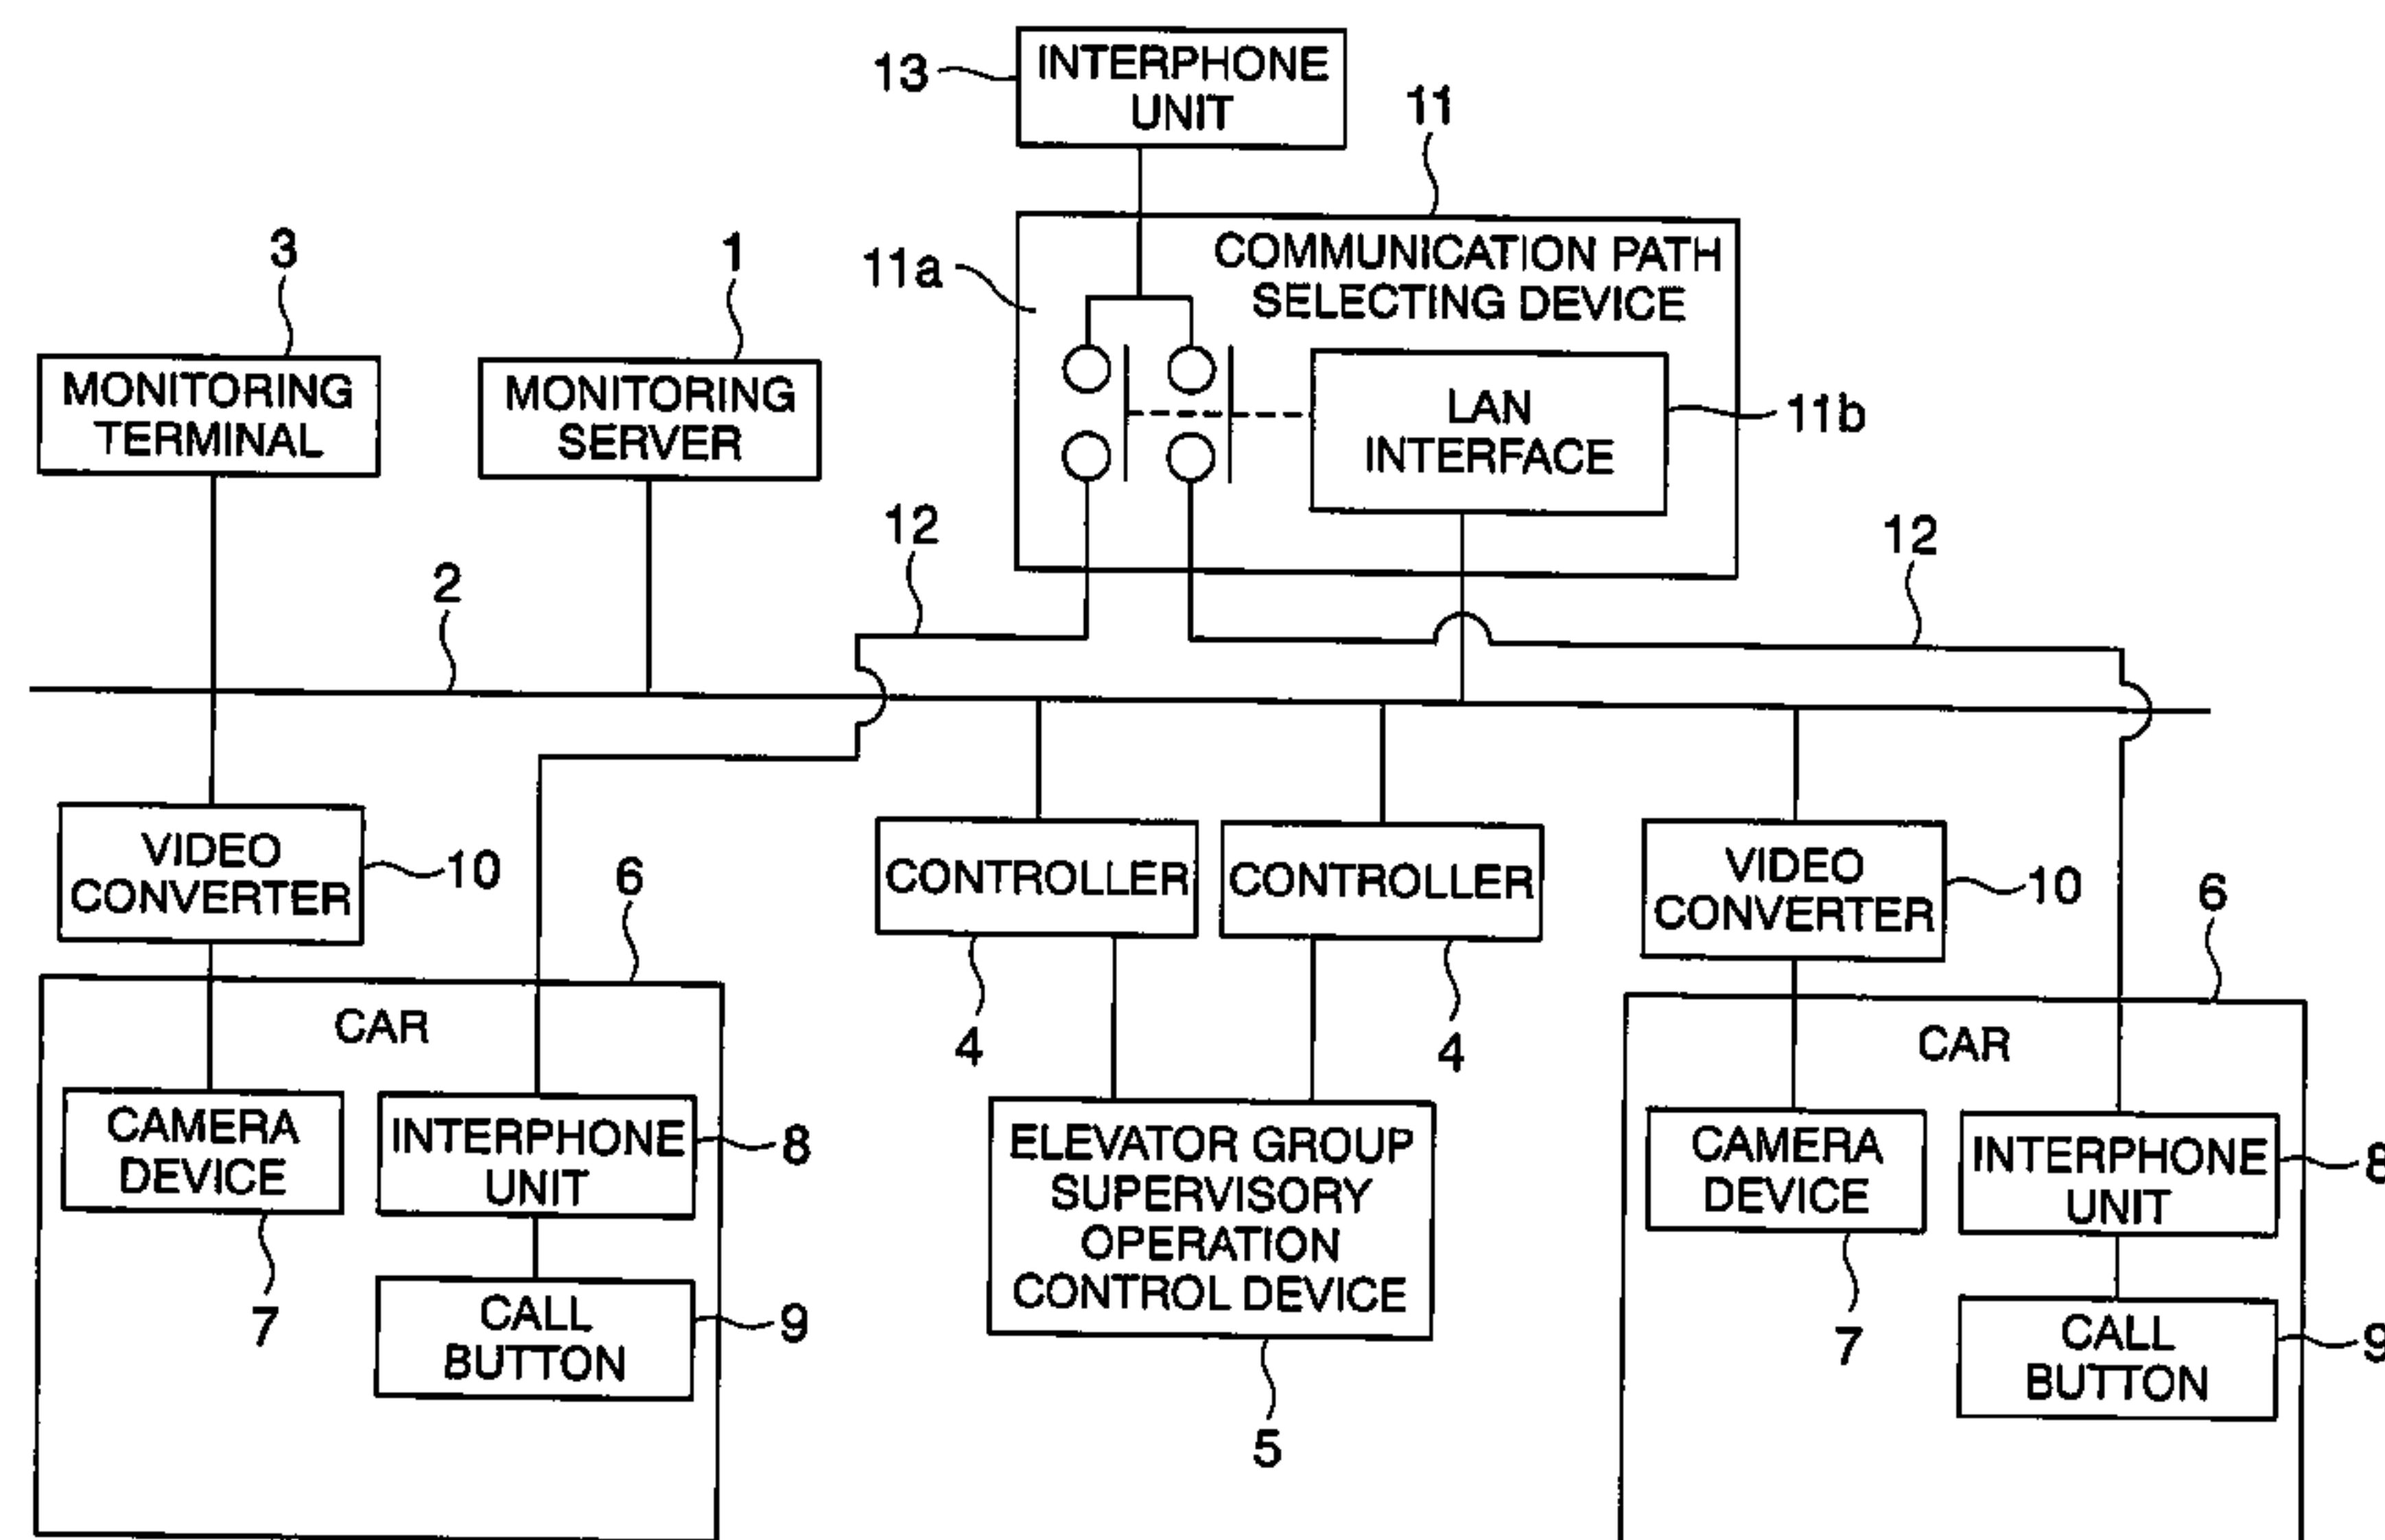 INTERPHONE
UNIT
13
11
COMMUNICATION PATH
SELECTING DEVICE
11a
LAN
INTERFACE
11b
3
1
MONITORING
TERMINAL
MONITORING
SERVER
12
12
2
VIDEO
CONVERTER
10
6
CONTROLLER
CONTROLLER
4
4
VIDEO
CONVERTER
10
6
CAR
CAMERA
DEVICE
7
INTERPHONE
UNIT
8
CALL
BUTTON
9
ELEVATOR GROUP
SUPERVISORY
OPERATION
CONTROL DEVICE
5
CAR
CAMERA
DEVICE
7
INTERPHONE
UNIT
8
CALL
BUTTON
9